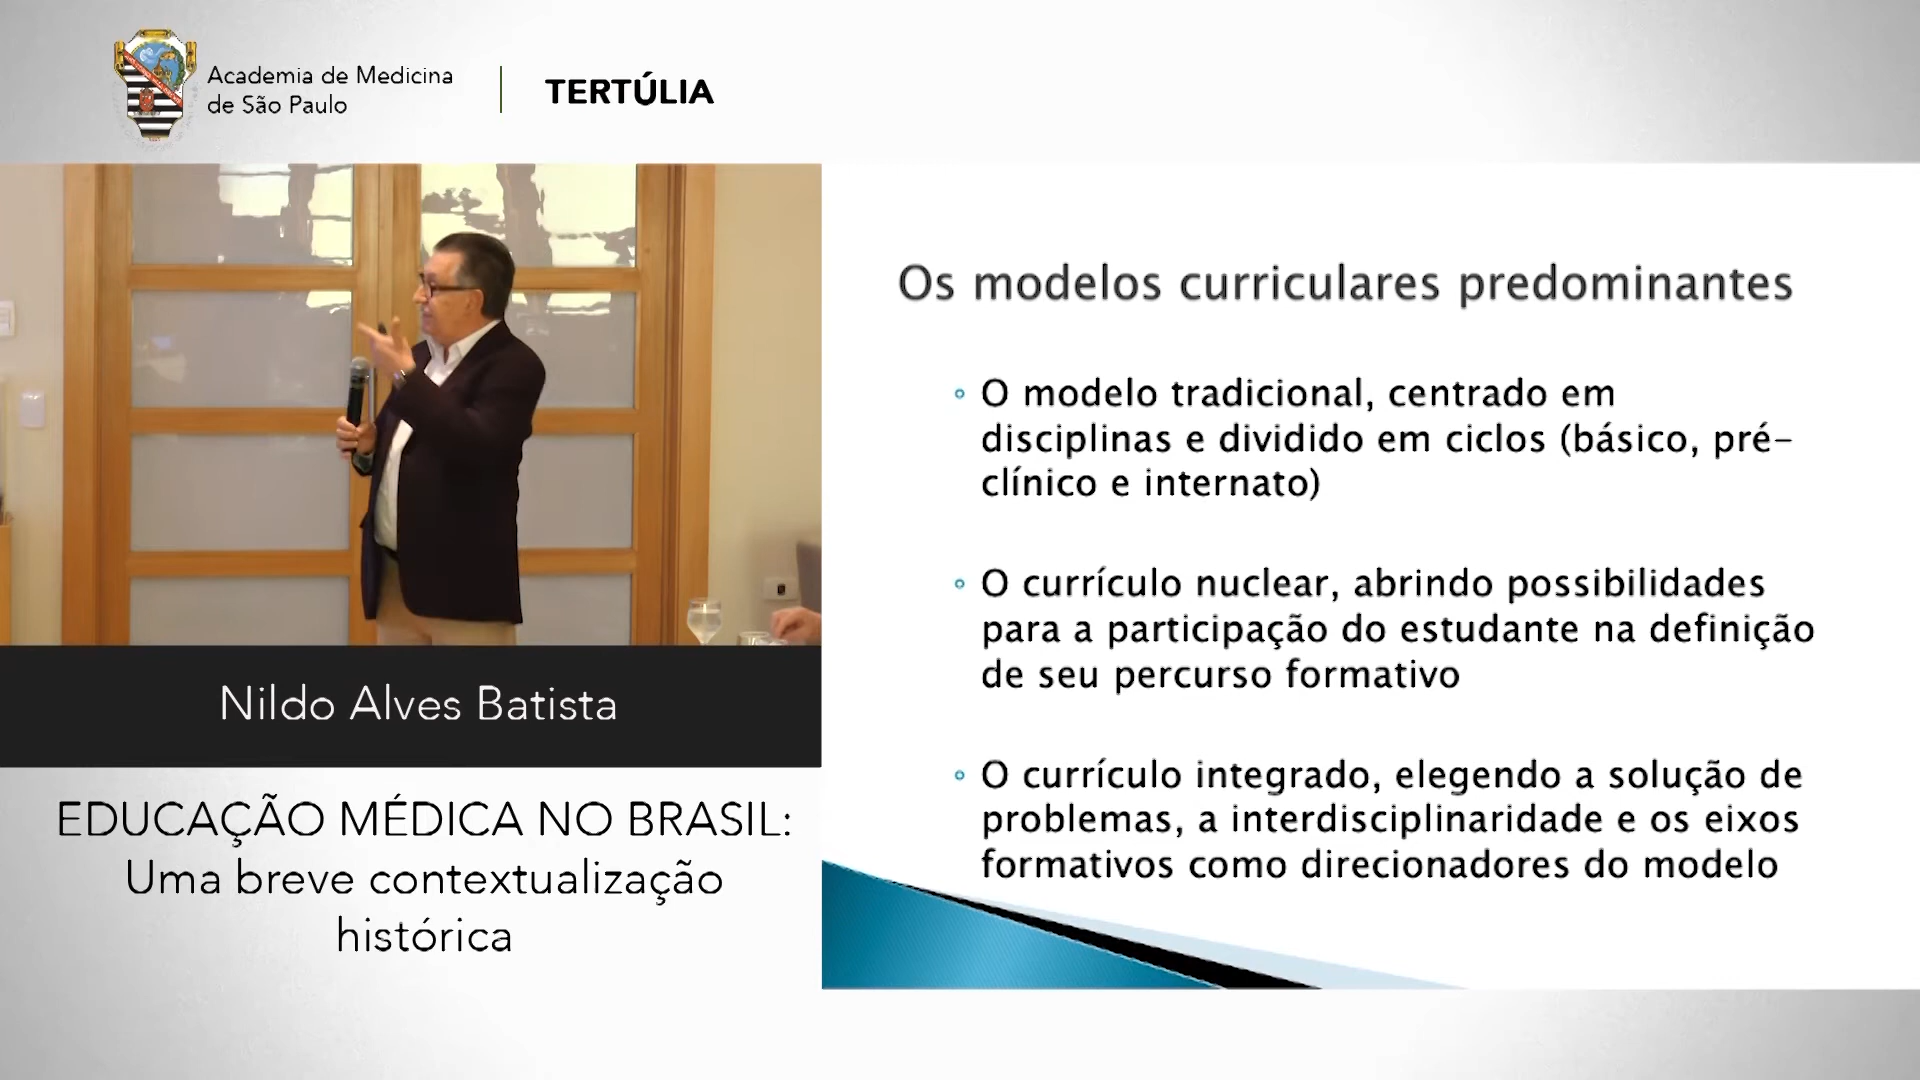 Academia de Medicina
de São Paulo
TERTÚLIA
Os modelos curriculares predominantes
O modelo tradicional, centrado em
disciplinas e dividido em ciclos (básico, pré-
clínico e internato)
O currículo nuclear, abrindo possibilidades
para a participação do estudante na definição
de seu percurso formativo
O currículo integrado, elegendo a solução de
problemas, a interdisciplinaridade e os eixos
formativos como direcionadores do modelo
Nildo Alves Batista
EDUCAÇÃO MÉDICA NO BRASIL:
Uma breve contextualização
histórica